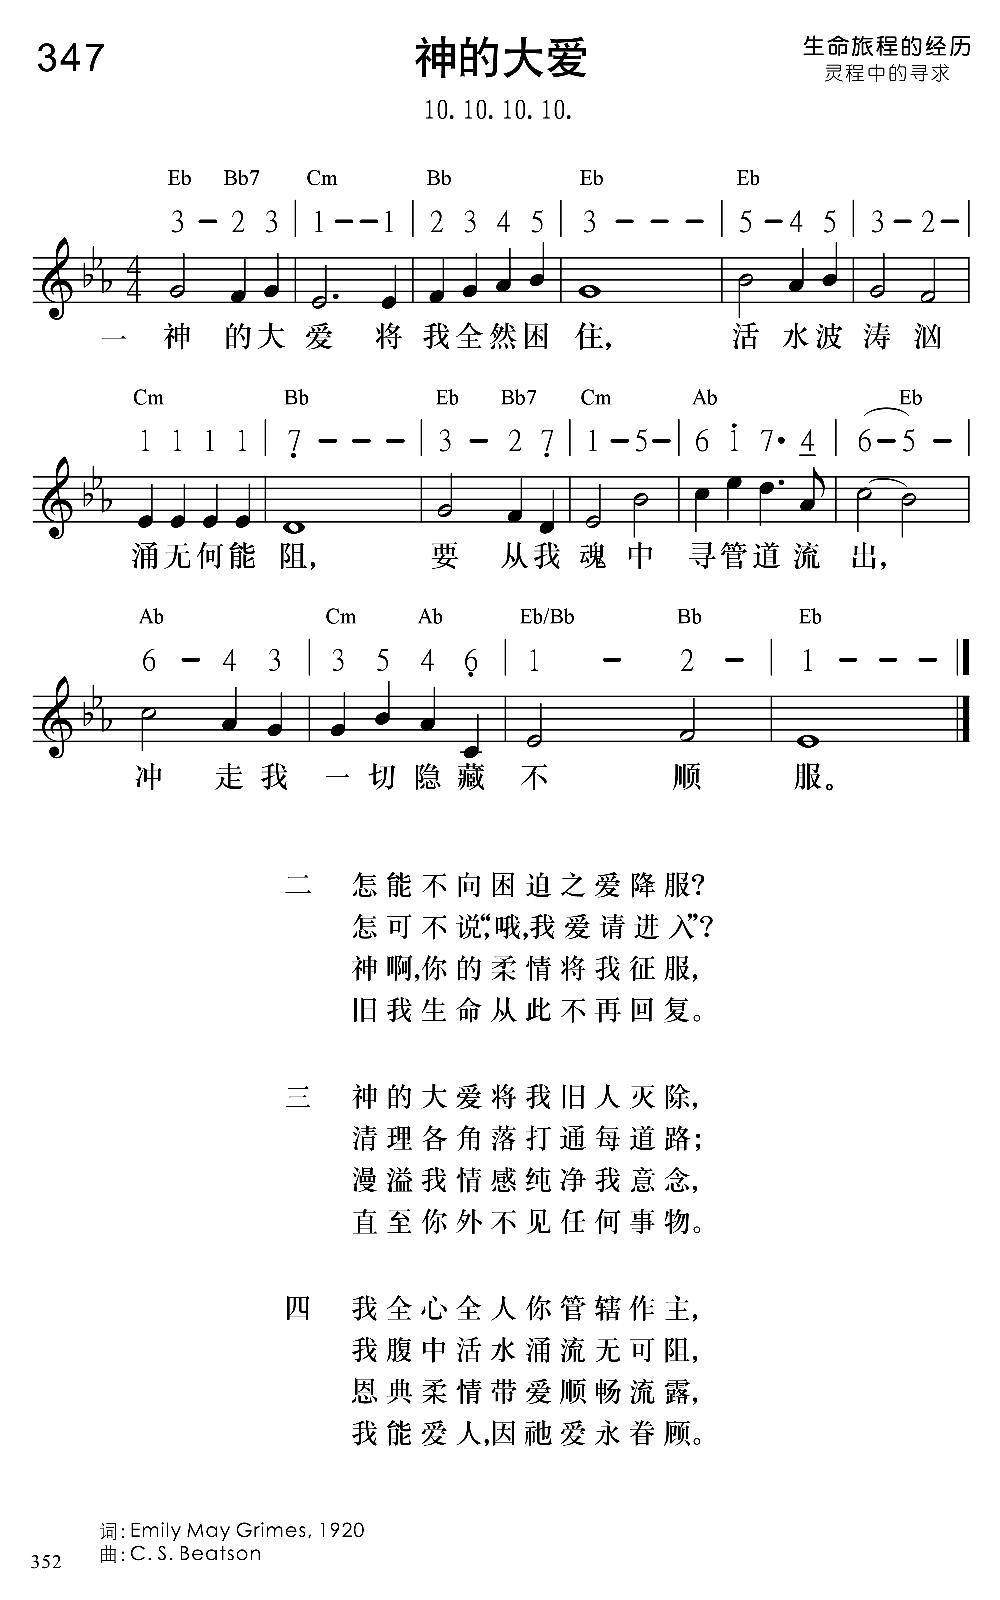 347
神的大爱
生命旅程的经历
灵程中的寻求
10. 10. 10. 10.
Eb Bb7 Cm Bb Eb Eb
3 - 2 3 | 1 - - 1 | 2 3 4 5 | 3 - - - | 5 - 4 5 | 3 - 2 - |
4
4
一 神 的大 爱 将 我全然困 住, 活 水波 涛 汹
Cm Bb Eb Bb7 Cm Ab Eb
1 1 1 1 | 7̣ - - - | 3 - 2 7̣ | 1 - 5 - | 6 1̇ 7· 4̲ | 6 - 5 - |
涌无何能 阻, 要 从我 魂 中 寻管道 流 出,
Ab Cm Ab Eb/Bb Bb Eb
6 - 4 3 | 3 5 4 6̣ | 1 - 2 - | 1 - - - ‖
冲 走我 一切隐藏 不 顺 服。
二 怎能不向困迫之爱降服?
怎可不说,“哦,我爱请进入”?
神啊,你的柔情将我征服,
旧我生命从此不再回复。
三 神的大爱将我旧人灭除,
清理各角落打通每道路;
漫溢我情感纯净我意念,
直至你外不见任何事物。
四 我全心全人你管辖作主,
我腹中活水涌流无可阻,
恩典柔情带爱顺畅流露,
我能爱人,因祂爱永眷顾。
词: Emily May Grimes, 1920
曲: C. S. Beatson
352